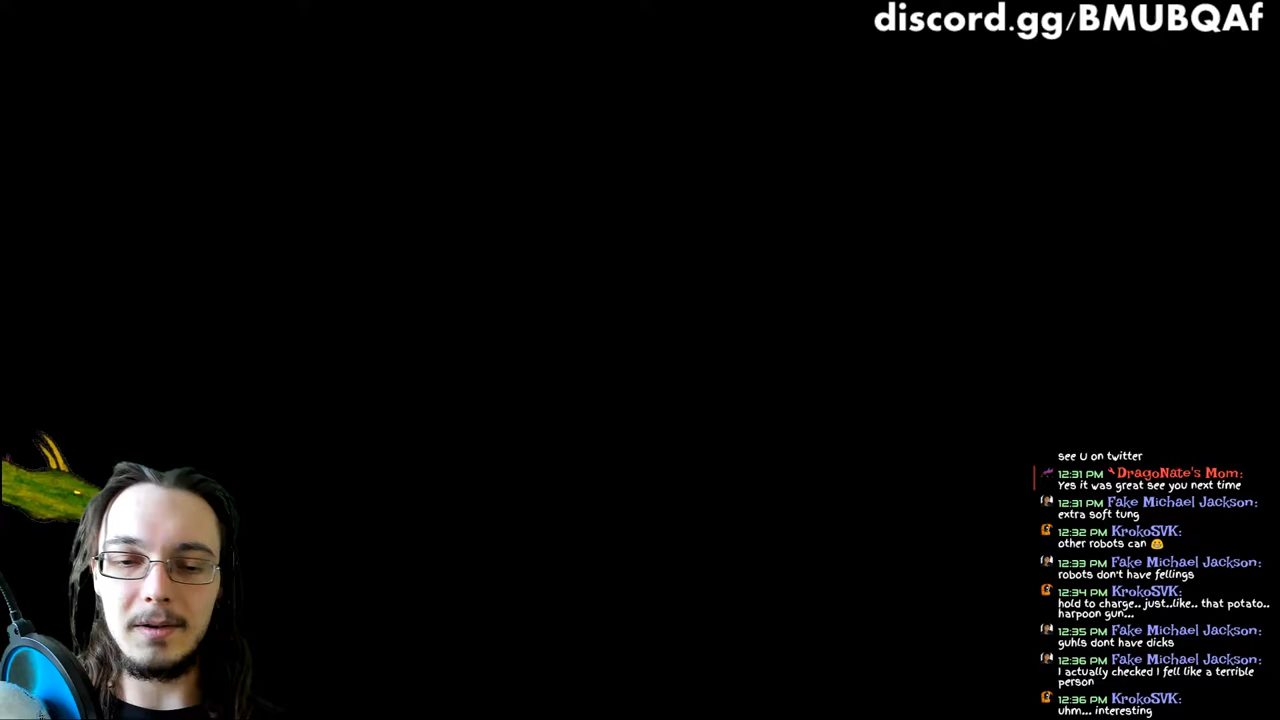 discord.gg/BMUBQAf
see U on twitter
12:31 PM DragoNate's Mom:
Yes it was great see you next time
12:31 PM Fake Michael Jackson:
extra soft tung
12:32 PM KrokoSVK:
other robots can
12:33 PM Fake Michael Jackson:
robots don't have fellings
12:34 PM KrokoSVK:
hold to charge.. just..like.. that potato..
harpoon gun...
12:35 PM Fake Michael Jackson:
guhls dont have dicks
12:36 PM Fake Michael Jackson:
I actually checked I fell like a terrible
person
12:36 PM KrokoSVK:
uhm... interesting